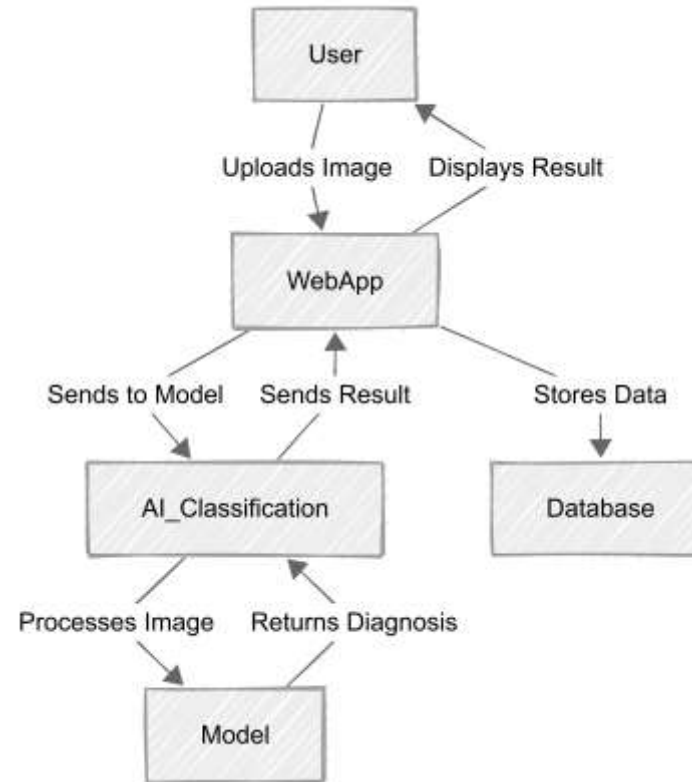 User
Uploads Image
Displays Result
WebApp
Sends to Model
Sends Result
Stores Data
AI_Classification
Database
Processes Image
Returns Diagnosis
Model